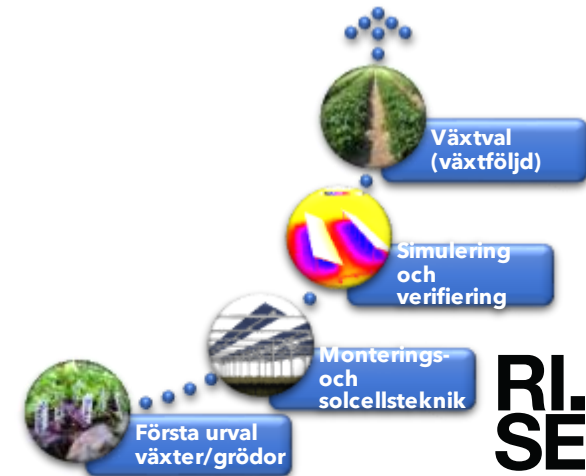 Växtval
(växtföljd)
Simulering
och
verifiering
Monterings-
och
solcellsteknik
Första urval
växter/grödor
RI.
SE